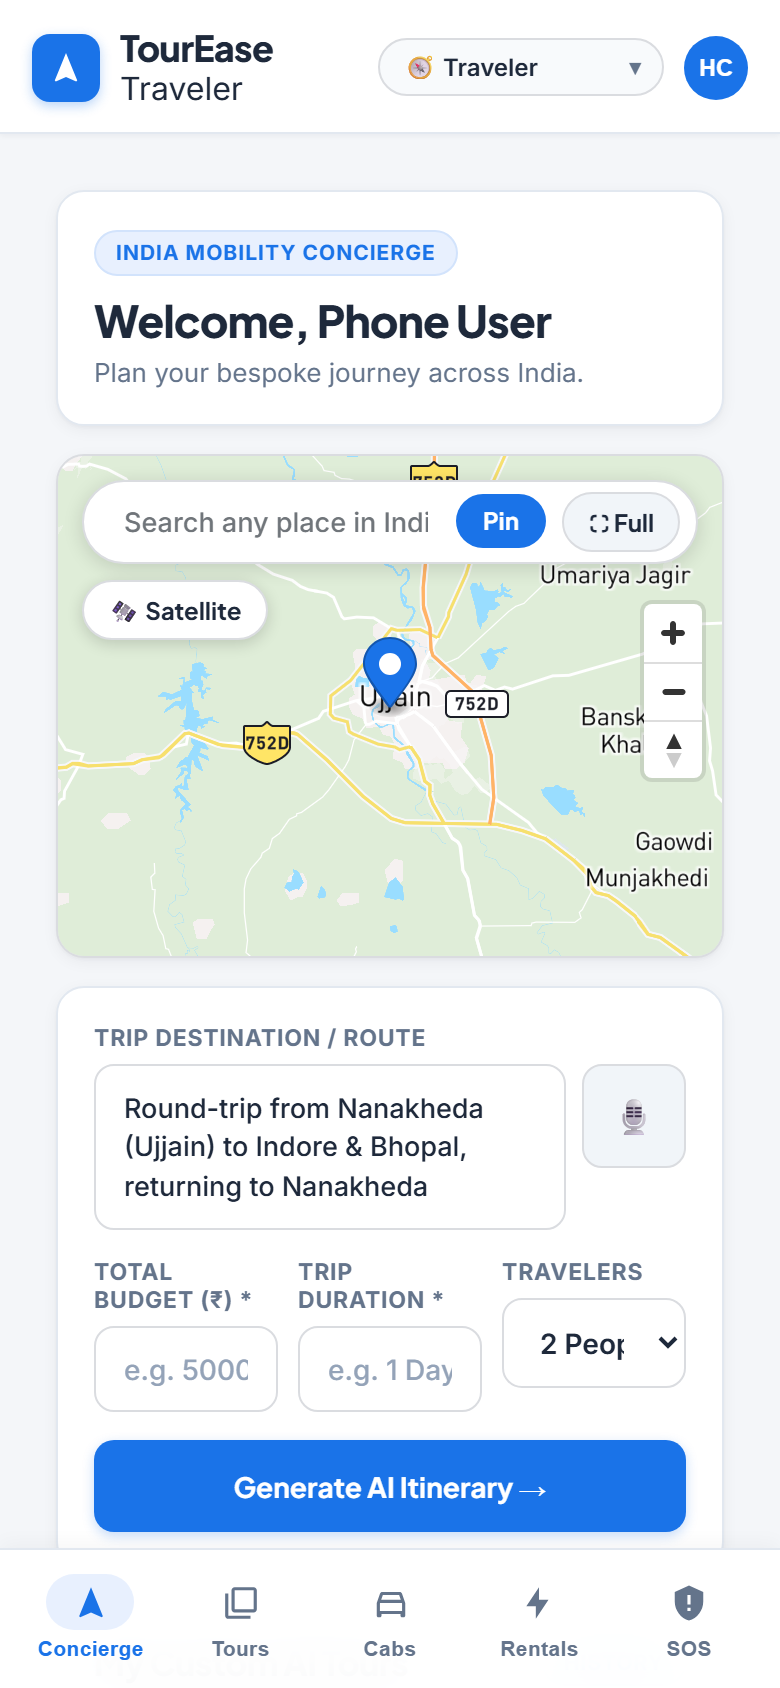 TourEase
Traveler
Traveler
HC
INDIA MOBILITY CONCIERGE
Welcome, Phone User
Plan your bespoke journey across India.
Search any place in Indi
Pin
Full
Umariya Jagir
Satellite
Ujjain
752D
752D
Bansk
Kha
Gaowdi
Munjakhedi
TRIP DESTINATION / ROUTE
Round-trip from Nanakheda
(Ujjain) to Indore & Bhopal,
returning to Nanakheda
TOTAL
BUDGET (₹) *
TRIP
DURATION *
TRAVELERS
e.g. 5000
e.g. 1 Day
2 Peop
Generate AI Itinerary →
Concierge
Tours
Cabs
Rentals
SOS